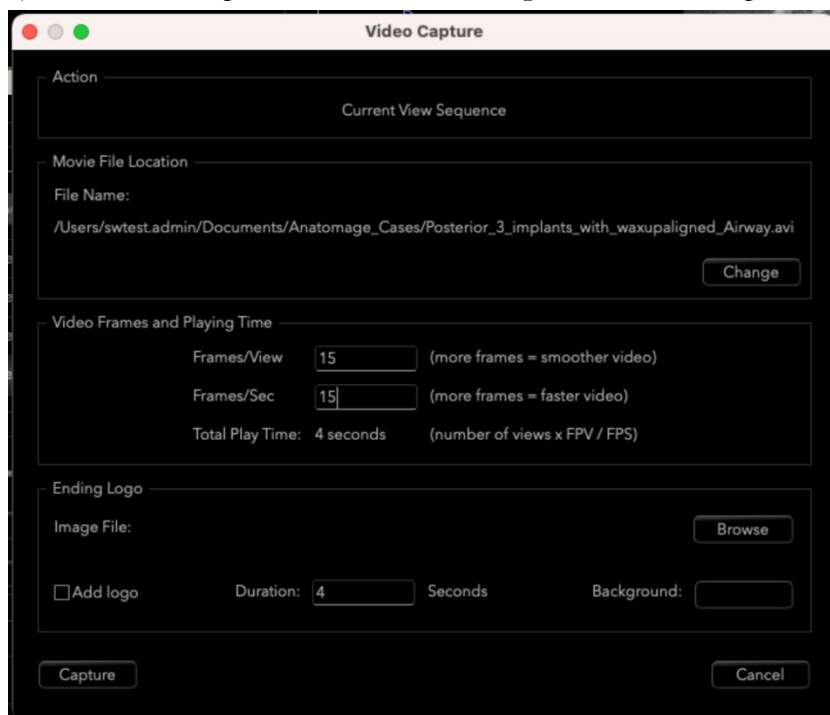 Video Capture
Action
Current View Sequence
Movie File Location
File Name:
/Users/swtest.admin/Documents/Anatomage_Cases/Posterior_3_implants_with_waxupaligned_Airway.avi
Change
Video Frames and Playing Time
Frames/View 15 (more frames = smoother video)
Frames/Sec 15 (more frames = faster video)
Total Play Time: 4 seconds (number of views x FPV / FPS)
Ending Logo
Image File: Browse
Add logo Duration: 4 Seconds Background:
Capture Cancel